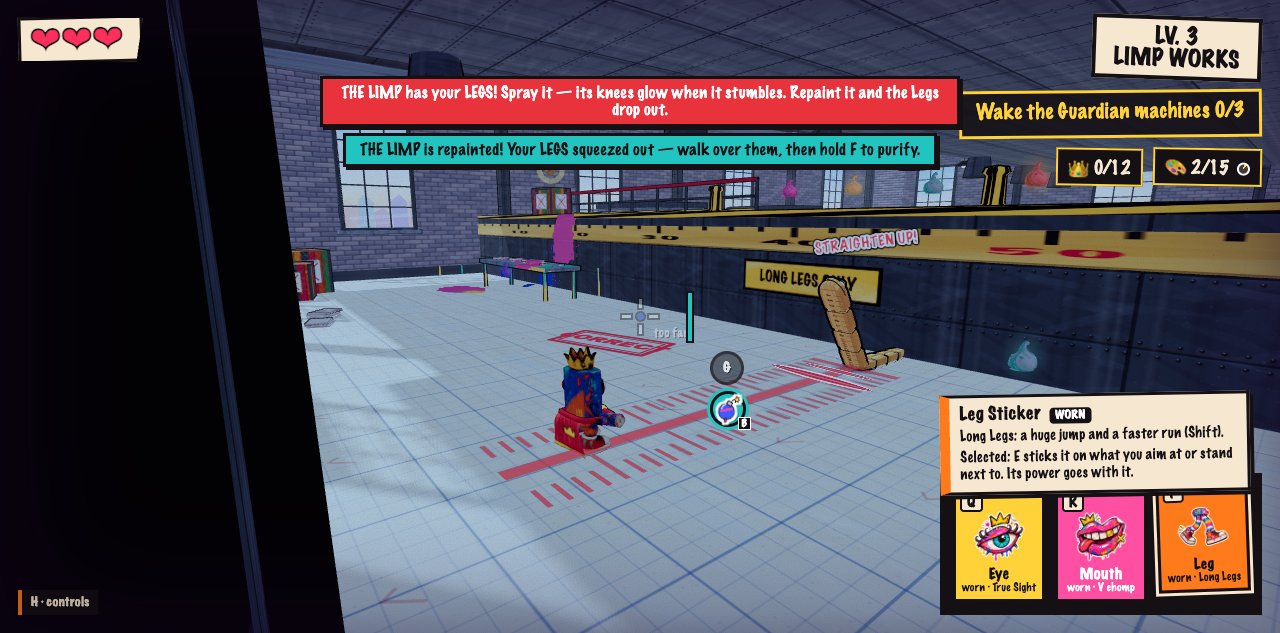 LV. 3
LIMP WORKS
THE LIMP has your LEGS! Spray it — its knees glow when it stumbles. Repaint it and the Legs
drop out.
Wake the Guardian machines 0/3
THE LIMP is repainted! Your LEGS squeezed out — walk over them, then hold F to purify.
0/12
2/15
STRAIGHTEN UP!
30
50
LONG LEGS
too far
G
B
Leg Sticker WORN
Long Legs: a huge jump and a faster run (Shift).
Selected: E sticks it on what you aim at or stand
next to. Its power goes with it.
Q
K
Eye
worn · True Sight
Mouth
worn · Y chomp
Leg
worn · Long Legs
H · controls